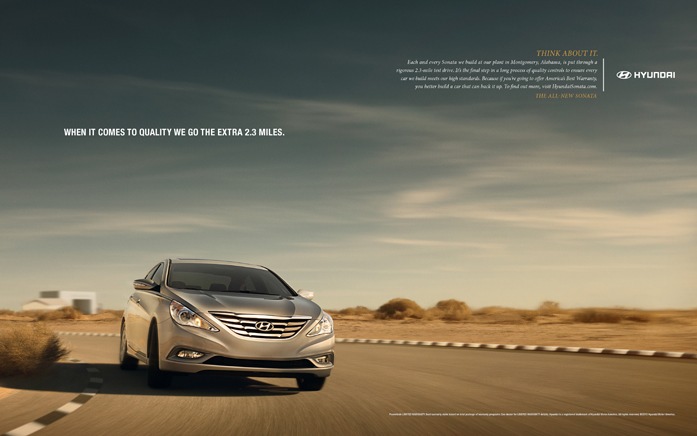 THINK ABOUT IT.
Each and every Sonata we build at our plant in Montgomery, Alabama, is put through a
rigorous 2.3-mile test drive. It's the final step in a long process of quality controls to ensure every
car we build meets our high standards. Because if you're going to offer America's Best Warranty,
you better build a car that can back it up. To find out more, visit HyundaiSonata.com.
THE ALL-NEW SONATA
HYUNDAI
WHEN IT COMES TO QUALITY WE GO THE EXTRA 2.3 MILES.